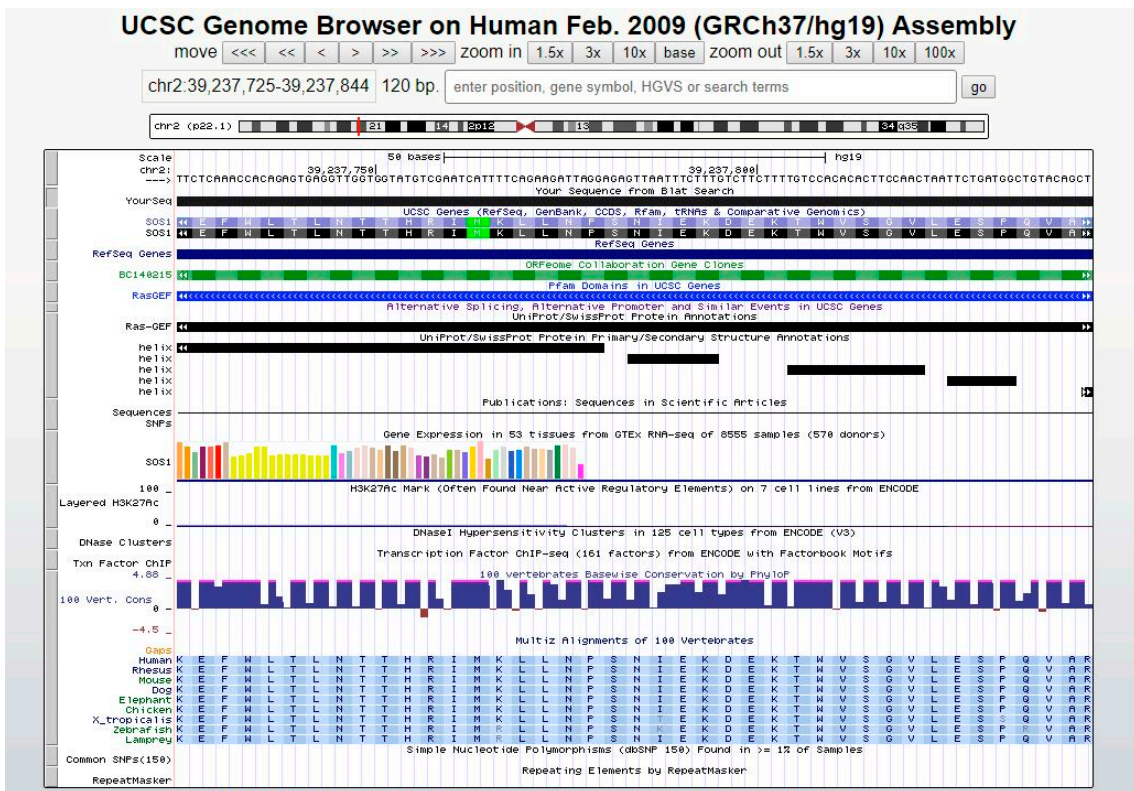 UCSC Genome Browser on Human Feb. 2009 (GRCh37/hg19) Assembly
move <<< << < > >> >>> zoom in 1.5x 3x 10x base zoom out 1.5x 3x 10x 100x
chr2:39,237,725-39,237,844 120 bp. enter position, gene symbol, HGVS or search terms go
chr2 (p22.1) 21 14 2p12 13 34 q35
Scale 50 bases hg19
chr2: 39,237,750 39,237,800
---> TTCTCAAACCACAGAGTGAGGTTGGTGGTATGTCGAATCATTTTCAGAAGATTAGGAGAGTTAATTTCTTTGTCTTCTTTTGTCCACACACTTCCAACTAATTCTGATGGCTGTACAGCT
Your Sequence from Blat Search
YourSeq
UCSC Genes (RefSeq, GenBank, CCDS, Rfam, tRNAs & Comparative Genomics)
SOS1 E F W L T L N T T H R I M K L L N P S N I E K D E K T W V S G V L E S P Q V A
SOS1 E F W L T L N T T H R I M K L L N P S N I E K D E K T W V S G V L E S P Q V A
RefSeq Genes
RefSeq Genes
ORFeome Collaboration Gene Clones
BC140215
Pfam Domains in UCSC Genes
RasGEF
Alternative Splicing, Alternative Promoter and Similar Events in UCSC Genes
UniProt/SwissProt Protein Annotations
Ras-GEF
UniProt/SwissProt Protein Primary/Secondary Structure Annotations
helix
helix
helix
helix
helix
Publications: Sequences in Scientific Articles
Sequences
SNPs
Gene Expression in 53 tissues from GTEx RNA-seq of 8555 samples (570 donors)
SOS1
H3K27Ac Mark (Often Found Near Active Regulatory Elements) on 7 cell lines from ENCODE
100 _
Layered H3K27Ac
0 _
DNaseI Hypersensitivity Clusters in 125 cell types from ENCODE (V3)
DNase Clusters
Transcription Factor ChIP-seq (161 factors) from ENCODE with Factorbook Motifs
Txn Factor ChIP
4.88 _ 100 vertebrates Basewise Conservation by PhyloP
100 Vert. Cons
0 _
-4.5 _
Multiz Alignments of 100 Vertebrates
Gaps
Human K E F W L T L N T T H R I M K L L N P S N I E K D E K T W V S G V L E S P Q V A R
Rhesus K E F W L T L N T T H R I M K L L N P S N I E K D E K T W V S G V L E S P Q V A R
Mouse K E F W L T L N T T H R I M K L L N P S N I E K D E K T W V S G V L E S P Q V A R
Dog K E F W L T L N T T H R I M K L L N P S N I E K D E K T W V S G V L E S P Q V A R
Elephant K E F W L T L N T T H R I M K L L N P S N I E K D E K T W V S G V L E S P Q V A R
Chicken K E F W L T L N T T H R I M K L L N P S N I E K D E K T W V S G V L E S P Q V A R
X_tropicalis K E F W L T L N T T H R I M K L L N P S N T E K D E K T W V S G V L E S S Q V A R
Zebrafish K E F W L T L N T T H R I M R L L N P S N K E K D E K T W V S G V L E S P R V A R
Lamprey K E F W L T L N T T H R I M R L L N P S N I E K D E K T W V S G V L E S P Q V A R
Simple Nucleotide Polymorphisms (dbSNP 150) Found in >= 1% of Samples
Common SNPs(150)
Repeating Elements by RepeatMasker
RepeatMasker